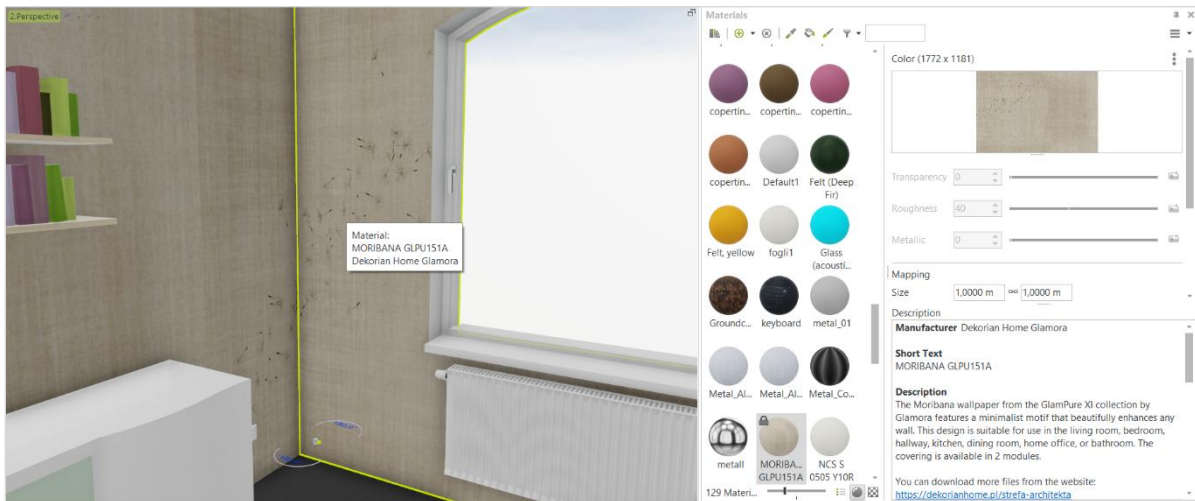 2.Perspective
Material:
MORIBANA GLPU151A
Dekorian Home Glamora
Materials
copertin... copertin... copertin...
copertin... Default1 Felt (Deep
Fir)
Felt, yellow fogli1 Glass
(acousti...
Groundc... keyboard metal_01
Metal_Al... Metal_Al... Metal_Co...
metall MORIBA... NCS S
GLPU151A 0505 Y10R
129 Materi...
Color (1772 x 1181)
Transparency 0
Roughness 40
Metallic 0
Mapping
Size 1,0000 m 1,0000 m
Description
Manufacturer Dekorian Home Glamora
Short Text
MORIBANA GLPU151A
Description
The Moribana wallpaper from the GlamPure XI collection by
Glamora features a minimalist motif that beautifully enhances any
wall. This design is suitable for use in the living room, bedroom,
hallway, kitchen, dining room, home office, or bathroom. The
covering is available in 2 modules.
You can download more files from the website:
https://dekorianhome.pl/strefa-architekta